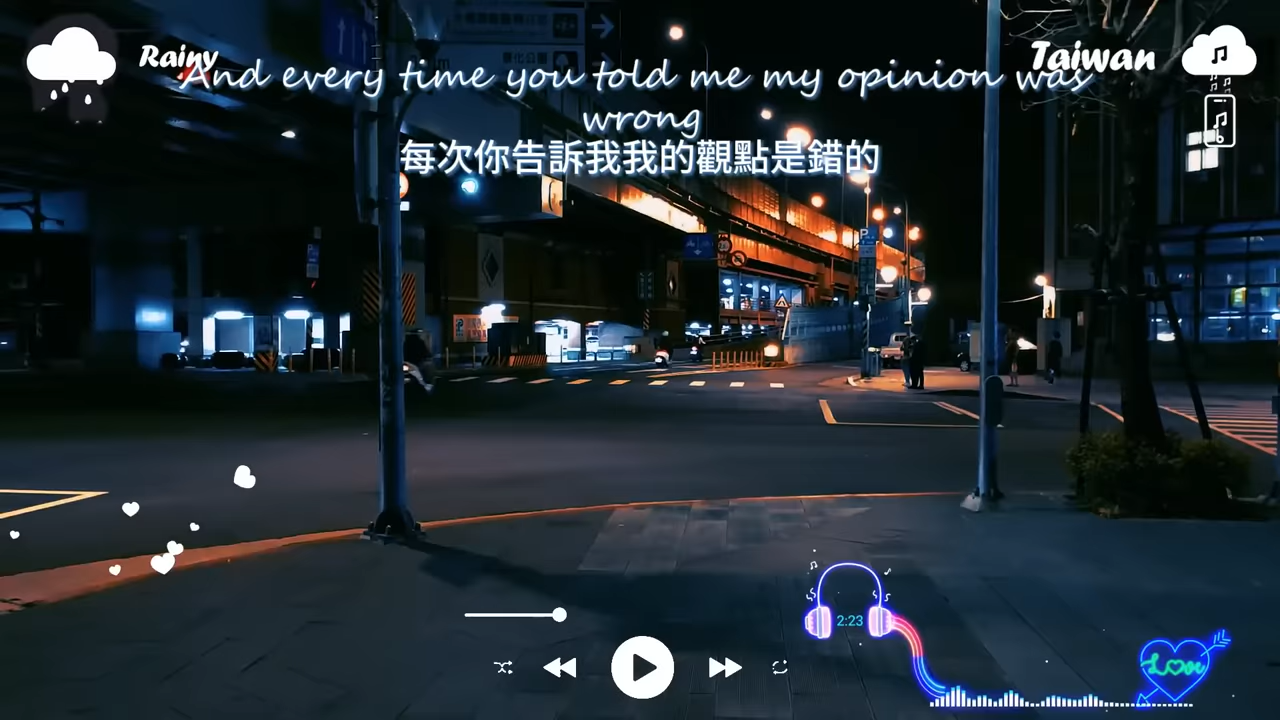 Rainy
Taiwan
And every time you told me my opinion was
wrong
每次你告訴我我的觀點是錯的
2:23
Love